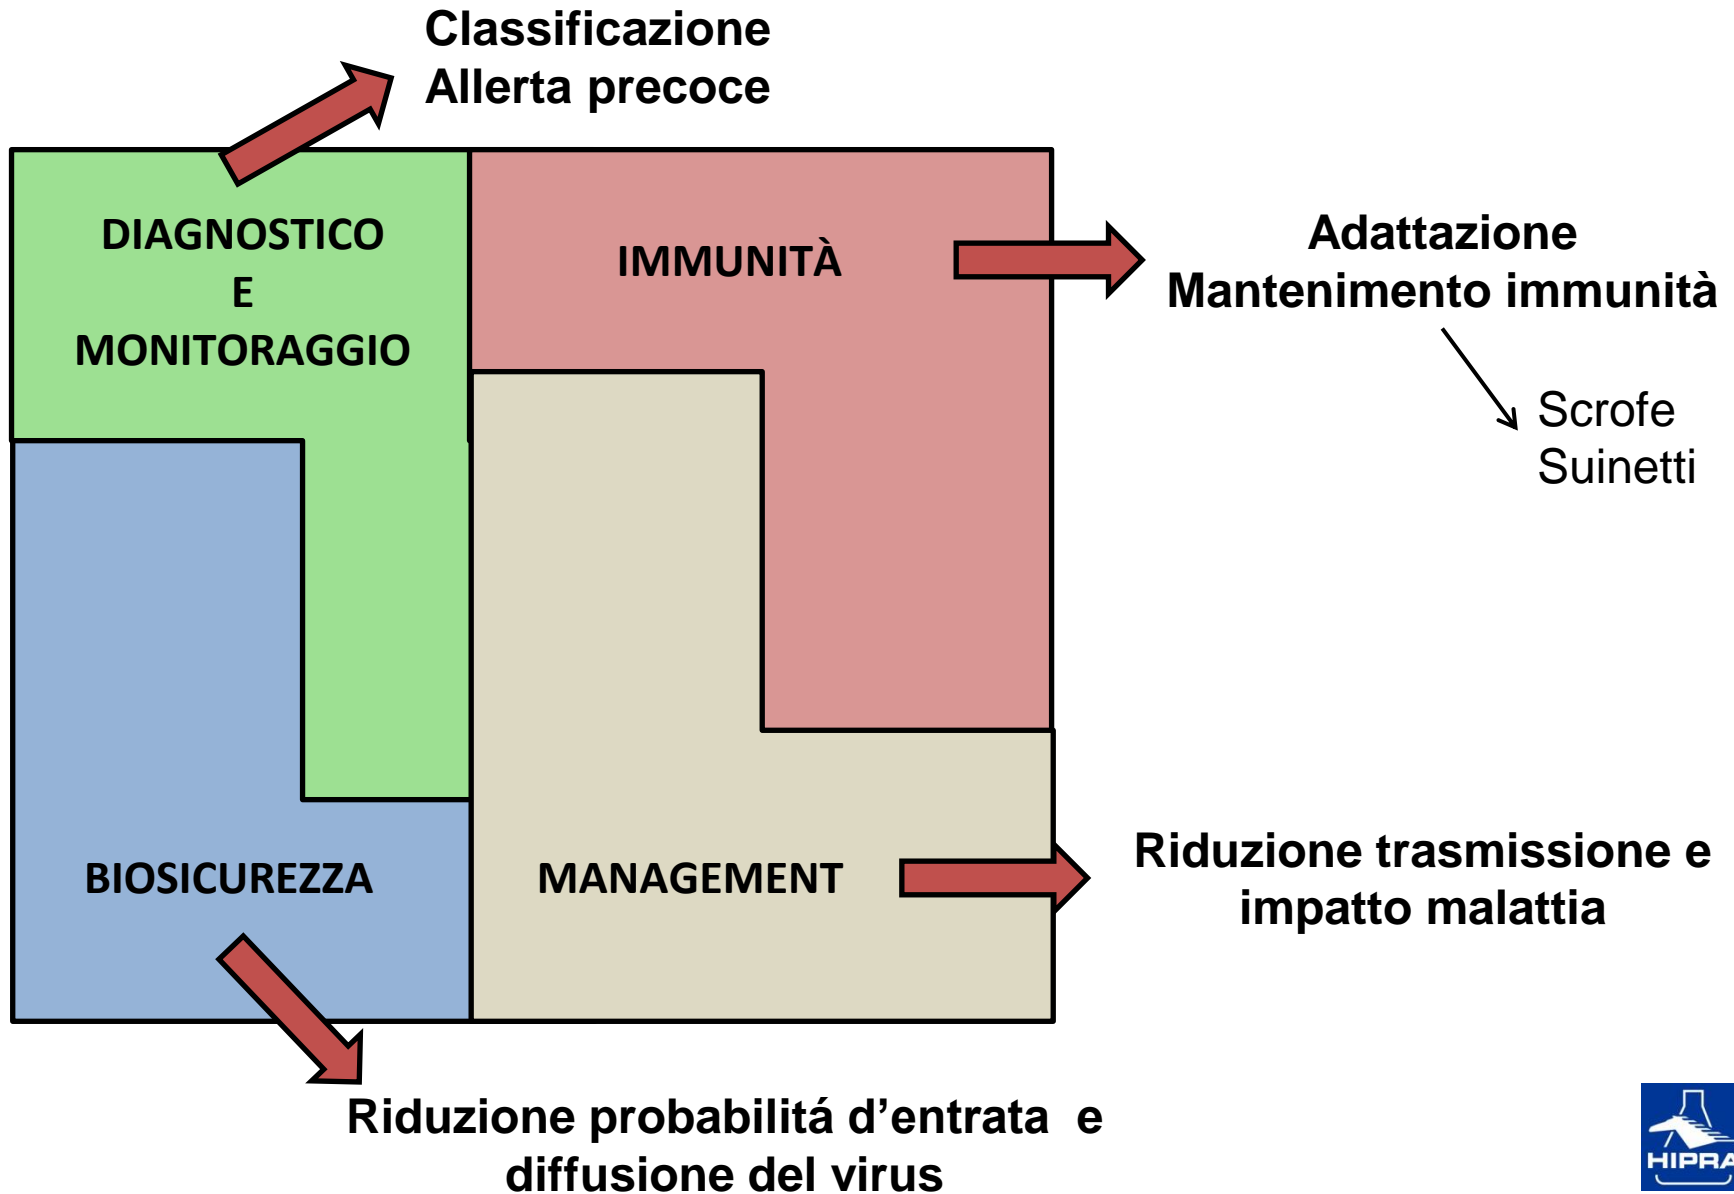 Classificazione
Allerta precoce
DIAGNOSTICO
E
MONITORAGGIO
IMMUNITÀ
Adattazione
Mantenimento immunità
Scrofe
Suinetti
BIOSICUREZZA
MANAGEMENT
Riduzione trasmissione e
impatto malattia
Riduzione probabilitá d’entrata  e
diffusione del virus
HIPRA